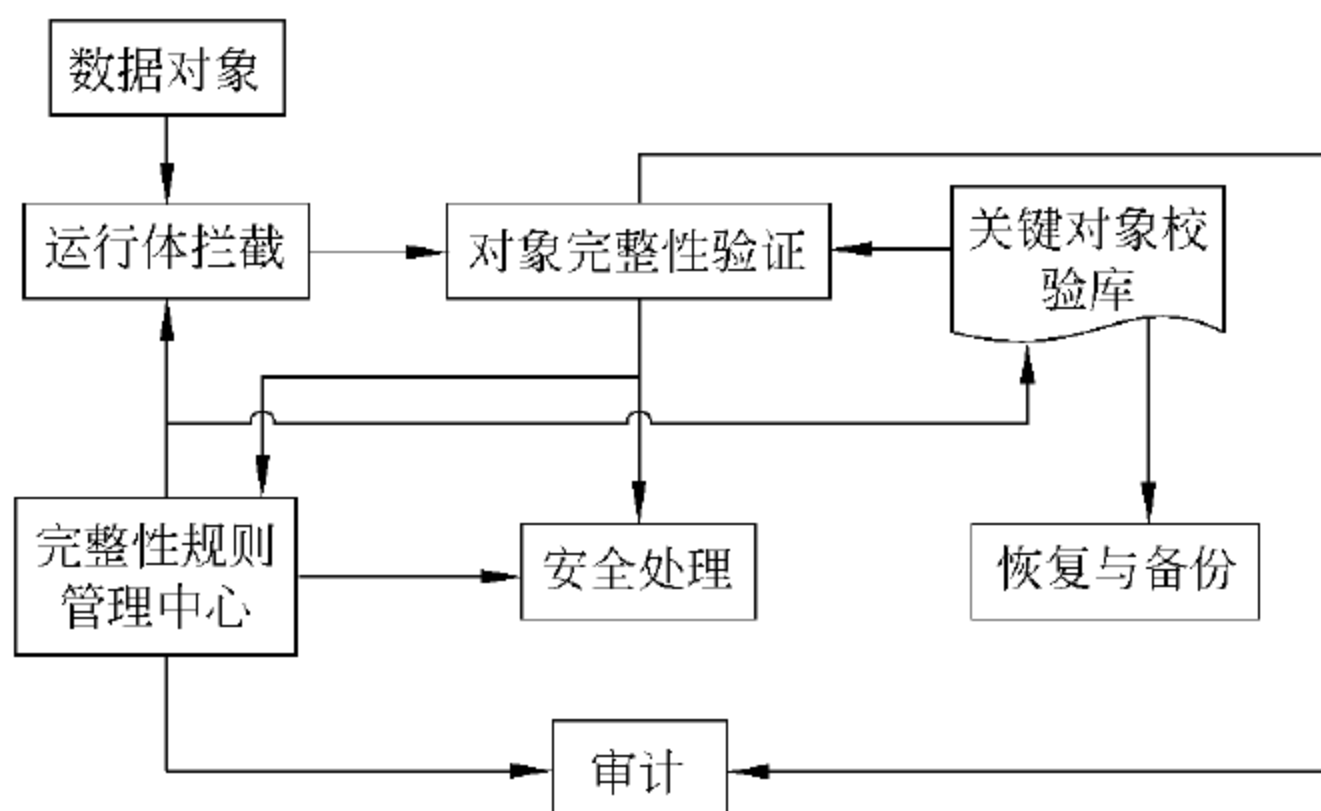 数据对象
运行体拦截
对象完整性验证
关键对象校
验库
完整性规则
管理中心
安全处理
恢复与备份
审计